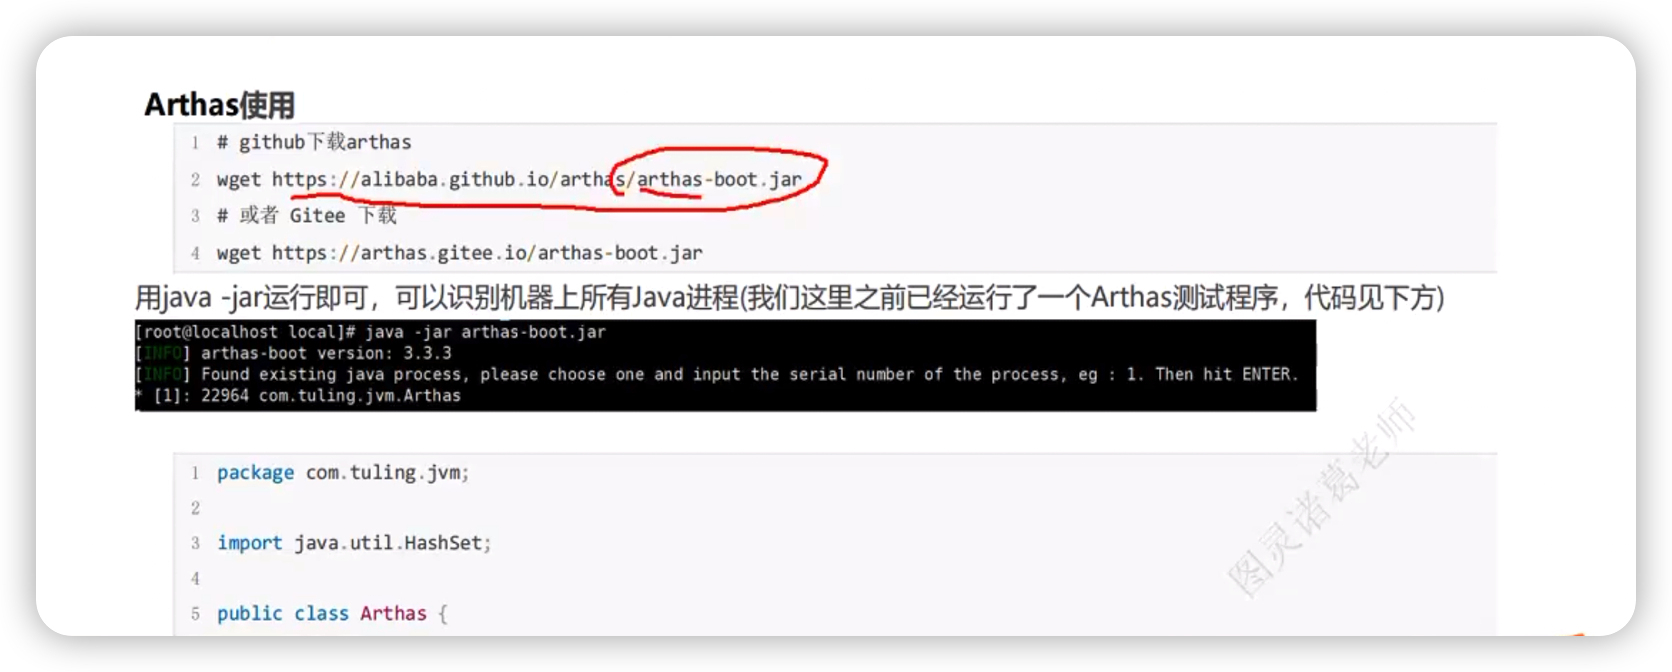 Arthas使用
1 # github下载arthas
2 wget https://alibaba.github.io/arthas/arthas-boot.jar
3 # 或者 Gitee 下载
4 wget https://arthas.gitee.io/arthas-boot.jar
用java -jar运行即可，可以识别机器上所有Java进程(我们这里之前已经运行了一个Arthas测试程序，代码见下方)
[root@localhost local]# java -jar arthas-boot.jar
[INFO] arthas-boot version: 3.3.3
[INFO] Found existing java process, please choose one and input the serial number of the process, eg : 1. Then hit ENTER.
* [1]: 22964 com.tuling.jvm.Arthas
1 package com.tuling.jvm;
2
3 import java.util.HashSet;
4
5 public class Arthas {
图灵诸葛老师